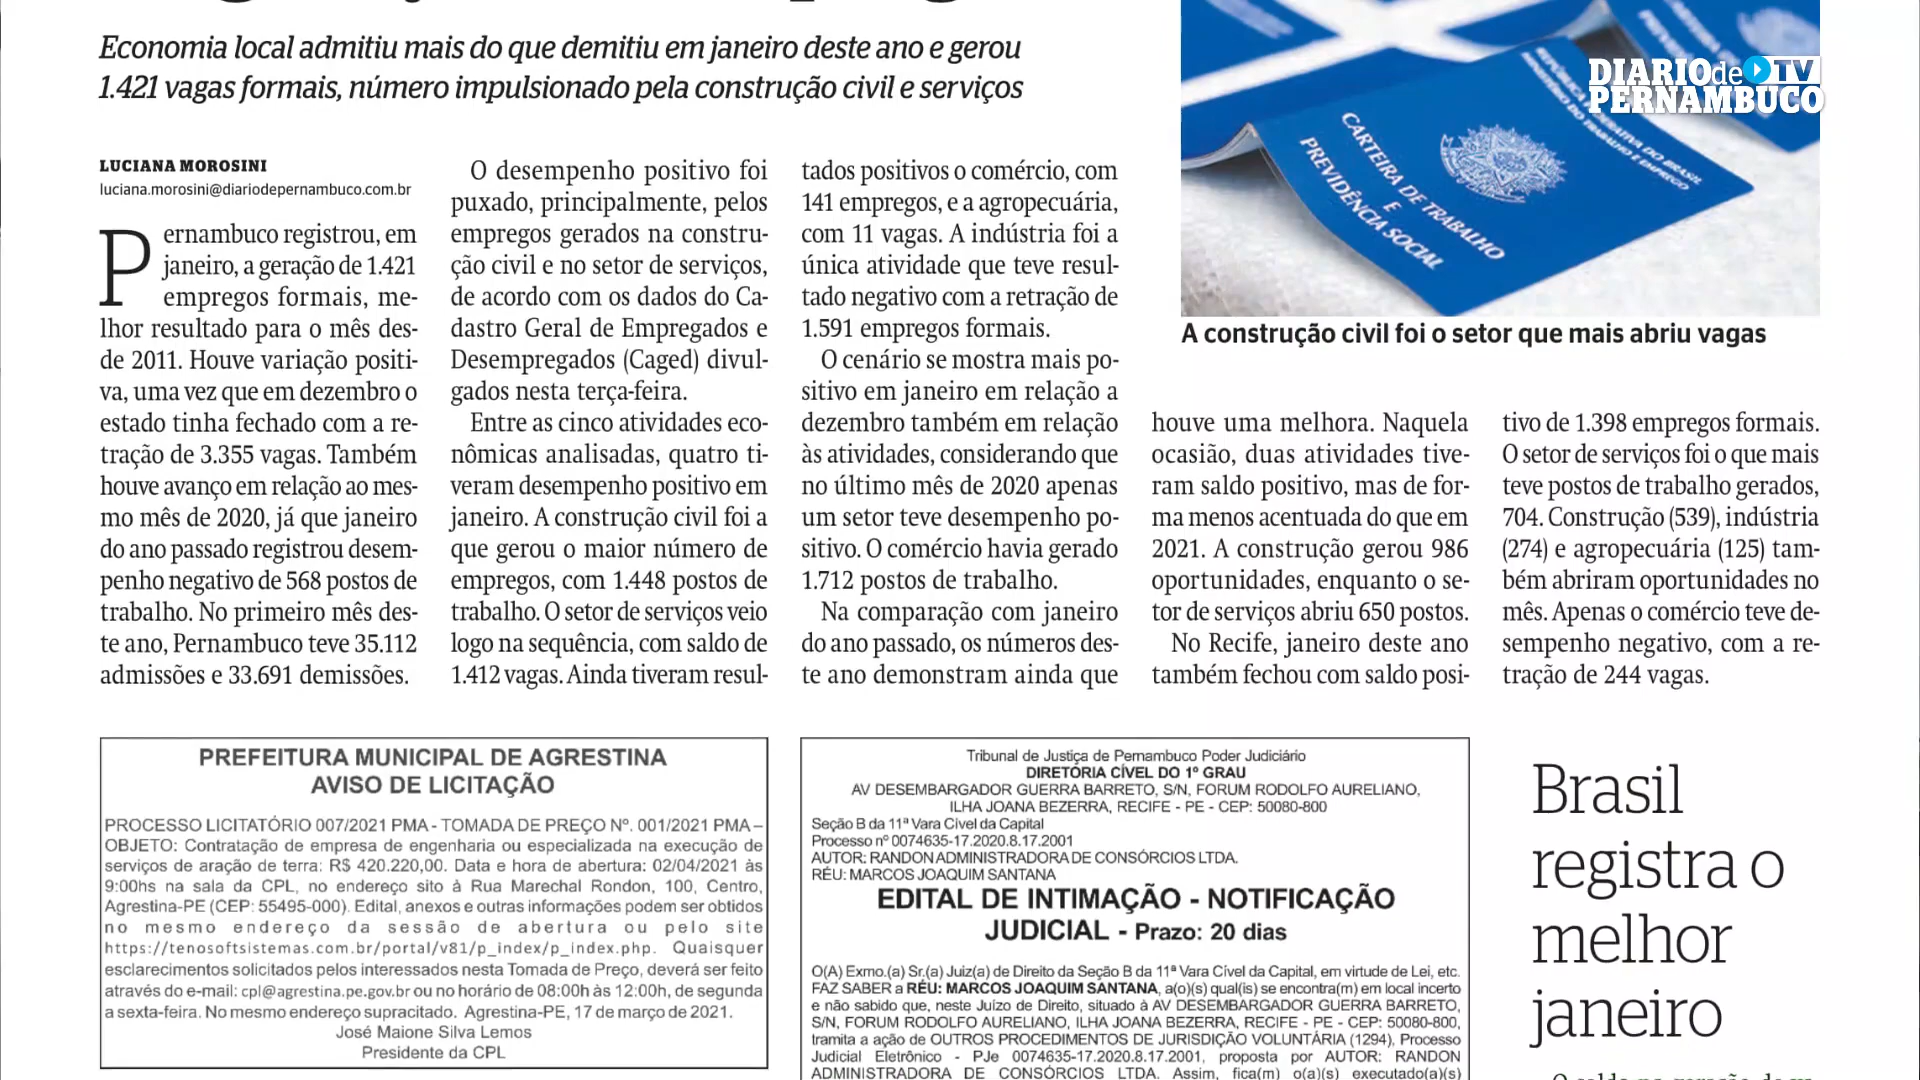 Economia local admitiu mais do que demitiu em janeiro deste ano e gerou
1.421 vagas formais, número impulsionado pela construção civil e serviços
DIARIO de TV
PERNAMBUCO
REPÚBLICA FEDERATIVA DO BRASIL
MINISTÉRIO DO TRABALHO E EMPREGO
CARTEIRA DE TRABALHO
E
PREVIDÊNCIA SOCIAL
A construção civil foi o setor que mais abriu vagas
LUCIANA MOROSINI
luciana.morosini@diariodepernambuco.com.br
Pernambuco registrou, em
janeiro, a geração de 1.421
empregos formais, me-
lhor resultado para o mês des-
de 2011. Houve variação positi-
va, uma vez que em dezembro o
estado tinha fechado com a re-
tração de 3.355 vagas. Também
houve avanço em relação ao mes-
mo mês de 2020, já que janeiro
do ano passado registrou desem-
penho negativo de 568 postos de
trabalho. No primeiro mês des-
te ano, Pernambuco teve 35.112
admissões e 33.691 demissões.
O desempenho positivo foi
puxado, principalmente, pelos
empregos gerados na constru-
ção civil e no setor de serviços,
de acordo com os dados do Ca-
dastro Geral de Empregados e
Desempregados (Caged) divul-
gados nesta terça-feira.
Entre as cinco atividades eco-
nômicas analisadas, quatro ti-
veram desempenho positivo em
janeiro. A construção civil foi a
que gerou o maior número de
empregos, com 1.448 postos de
trabalho. O setor de serviços veio
logo na sequência, com saldo de
1.412 vagas. Ainda tiveram resul-
tados positivos o comércio, com
141 empregos, e a agropecuária,
com 11 vagas. A indústria foi a
única atividade que teve resul-
tado negativo com a retração de
1.591 empregos formais.
O cenário se mostra mais po-
sitivo em janeiro em relação a
dezembro também em relação
às atividades, considerando que
no último mês de 2020 apenas
um setor teve desempenho po-
sitivo. O comércio havia gerado
1.712 postos de trabalho.
Na comparação com janeiro
do ano passado, os números des-
te ano demonstram ainda que
houve uma melhora. Naquela
ocasião, duas atividades tive-
ram saldo positivo, mas de for-
ma menos acentuada do que em
2021. A construção gerou 986
oportunidades, enquanto o se-
tor de serviços abriu 650 postos.
No Recife, janeiro deste ano
também fechou com saldo posi-
tivo de 1.398 empregos formais.
O setor de serviços foi o que mais
teve postos de trabalho gerados,
704. Construção (539), indústria
(274) e agropecuária (125) tam-
bém abriram oportunidades no
mês. Apenas o comércio teve de-
sempenho negativo, com a re-
tração de 244 vagas.
PREFEITURA MUNICIPAL DE AGRESTINA
AVISO DE LICITAÇÃO
PROCESSO LICITATÓRIO 007/2021 PMA - TOMADA DE PREÇO Nº. 001/2021 PMA –
OBJETO: Contratação de empresa de engenharia ou especializada na execução de
serviços de aração de terra: R$ 420.220,00. Data e hora de abertura: 02/04/2021 às
9:00hs na sala da CPL, no endereço sito à Rua Marechal Rondon, 100, Centro,
Agrestina-PE (CEP: 55495-000). Edital, anexos e outras informações podem ser obtidos
no mesmo endereço da sessão de abertura ou pelo site
https://tenosoftsistemas.com.br/portal/v81/p_index/p_index.php. Quaisquer
esclarecimentos solicitados pelos interessados nesta Tomada de Preço, deverá ser feito
através do e-mail: cpl@agrestina.pe.gov.br ou no horário de 08:00h às 12:00h, de segunda
a sexta-feira. No mesmo endereço supracitado. Agrestina-PE, 17 de março de 2021.
José Maione Silva Lemos
Presidente da CPL
Tribunal de Justiça de Pernambuco Poder Judiciário
DIRETORIA CÍVEL DO 1º GRAU
AV DESEMBARGADOR GUERRA BARRETO, S/N, FORUM RODOLFO AURELIANO,
ILHA JOANA BEZERRA, RECIFE - PE - CEP: 50080-800
Seção B da 11ª Vara Cível da Capital
Processo nº 0074635-17.2020.8.17.2001
AUTOR: RANDON ADMINISTRADORA DE CONSÓRCIOS LTDA.
RÉU: MARCOS JOAQUIM SANTANA
EDITAL DE INTIMAÇÃO - NOTIFICAÇÃO
JUDICIAL - Prazo: 20 dias
O(A) Exmo.(a) Sr.(a) Juiz(a) de Direito da Seção B da 11ª Vara Cível da Capital, em virtude de Lei, etc.
FAZ SABER a RÉU: MARCOS JOAQUIM SANTANA, a(o)(s) qual(is) se encontra(m) em local incerto
e não sabido que, neste Juízo de Direito, situado à AV DESEMBARGADOR GUERRA BARRETO,
S/N, FORUM RODOLFO AURELIANO, ILHA JOANA BEZERRA, RECIFE - PE - CEP: 50080-800,
tramita a ação de OUTROS PROCEDIMENTOS DE JURISDIÇÃO VOLUNTÁRIA (1294), Processo
Judicial Eletrônico - PJe 0074635-17.2020.8.17.2001, proposta por AUTOR: RANDON
ADMINISTRADORA DE CONSÓRCIOS LTDA. Assim, fica(m) o(a)(s) executado(a)(s)
Brasil
registra o
melhor
janeiro